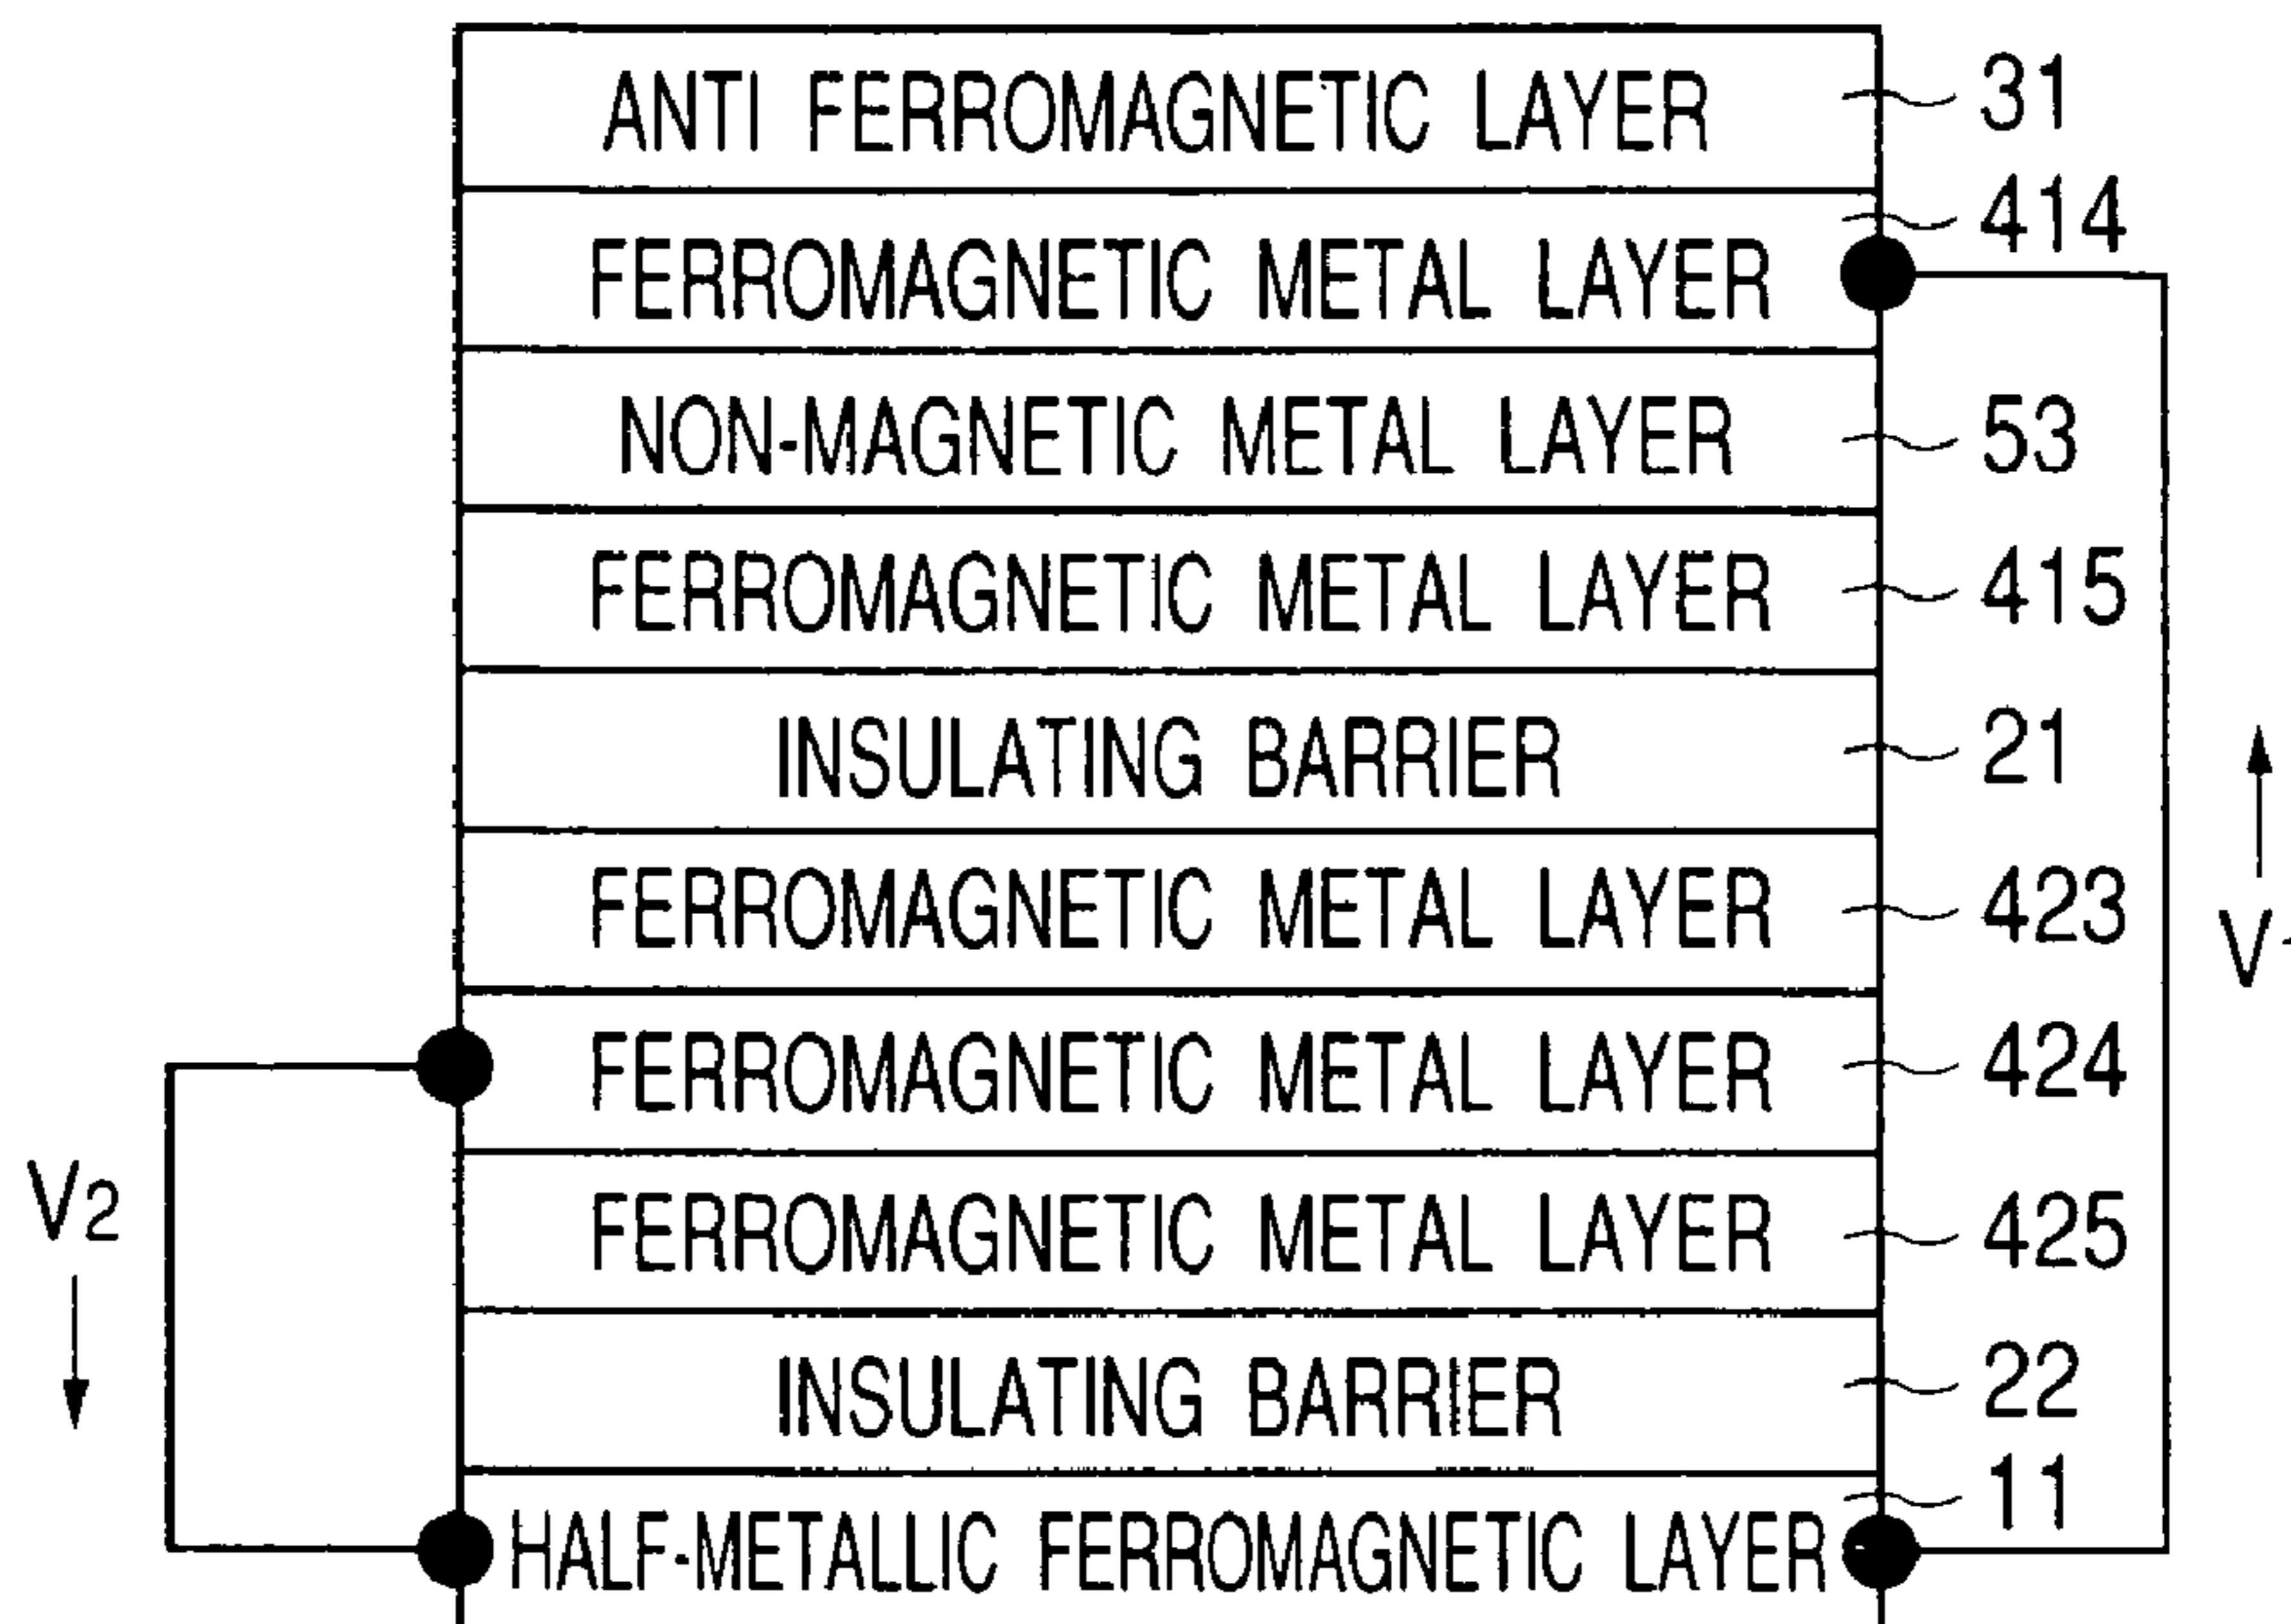 ANTI FERROMAGNETIC LAYER 31
FERROMAGNETIC METAL LAYER 414
NON-MAGNETIC METAL LAYER 53
FERROMAGNETIC METAL LAYER 415
INSULATING BARRIER 21
FERROMAGNETIC METAL LAYER 423
V
FERROMAGNETIC METAL LAYER 424
FERROMAGNETIC METAL LAYER 425
V2
INSULATING BARRIER 22
HALF-METALLIC FERROMAGNETIC LAYER 11